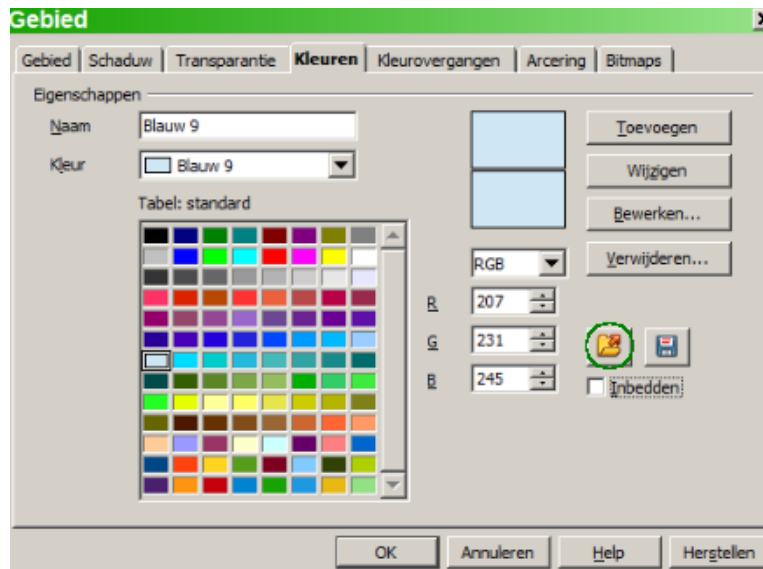 Gebied
Gebied Schaduw Transparantie Kleuren Kleurovergangen Arcering Bitmaps
Eigenschappen
Naam Blauw 9 Toevoegen
Kleur Blauw 9 Wijzigen
Tabel: standard Bewerken...
RGB Verwijderen...
R 207
G 231
B 245 Inbedden
OK Annuleren Help Herstellen